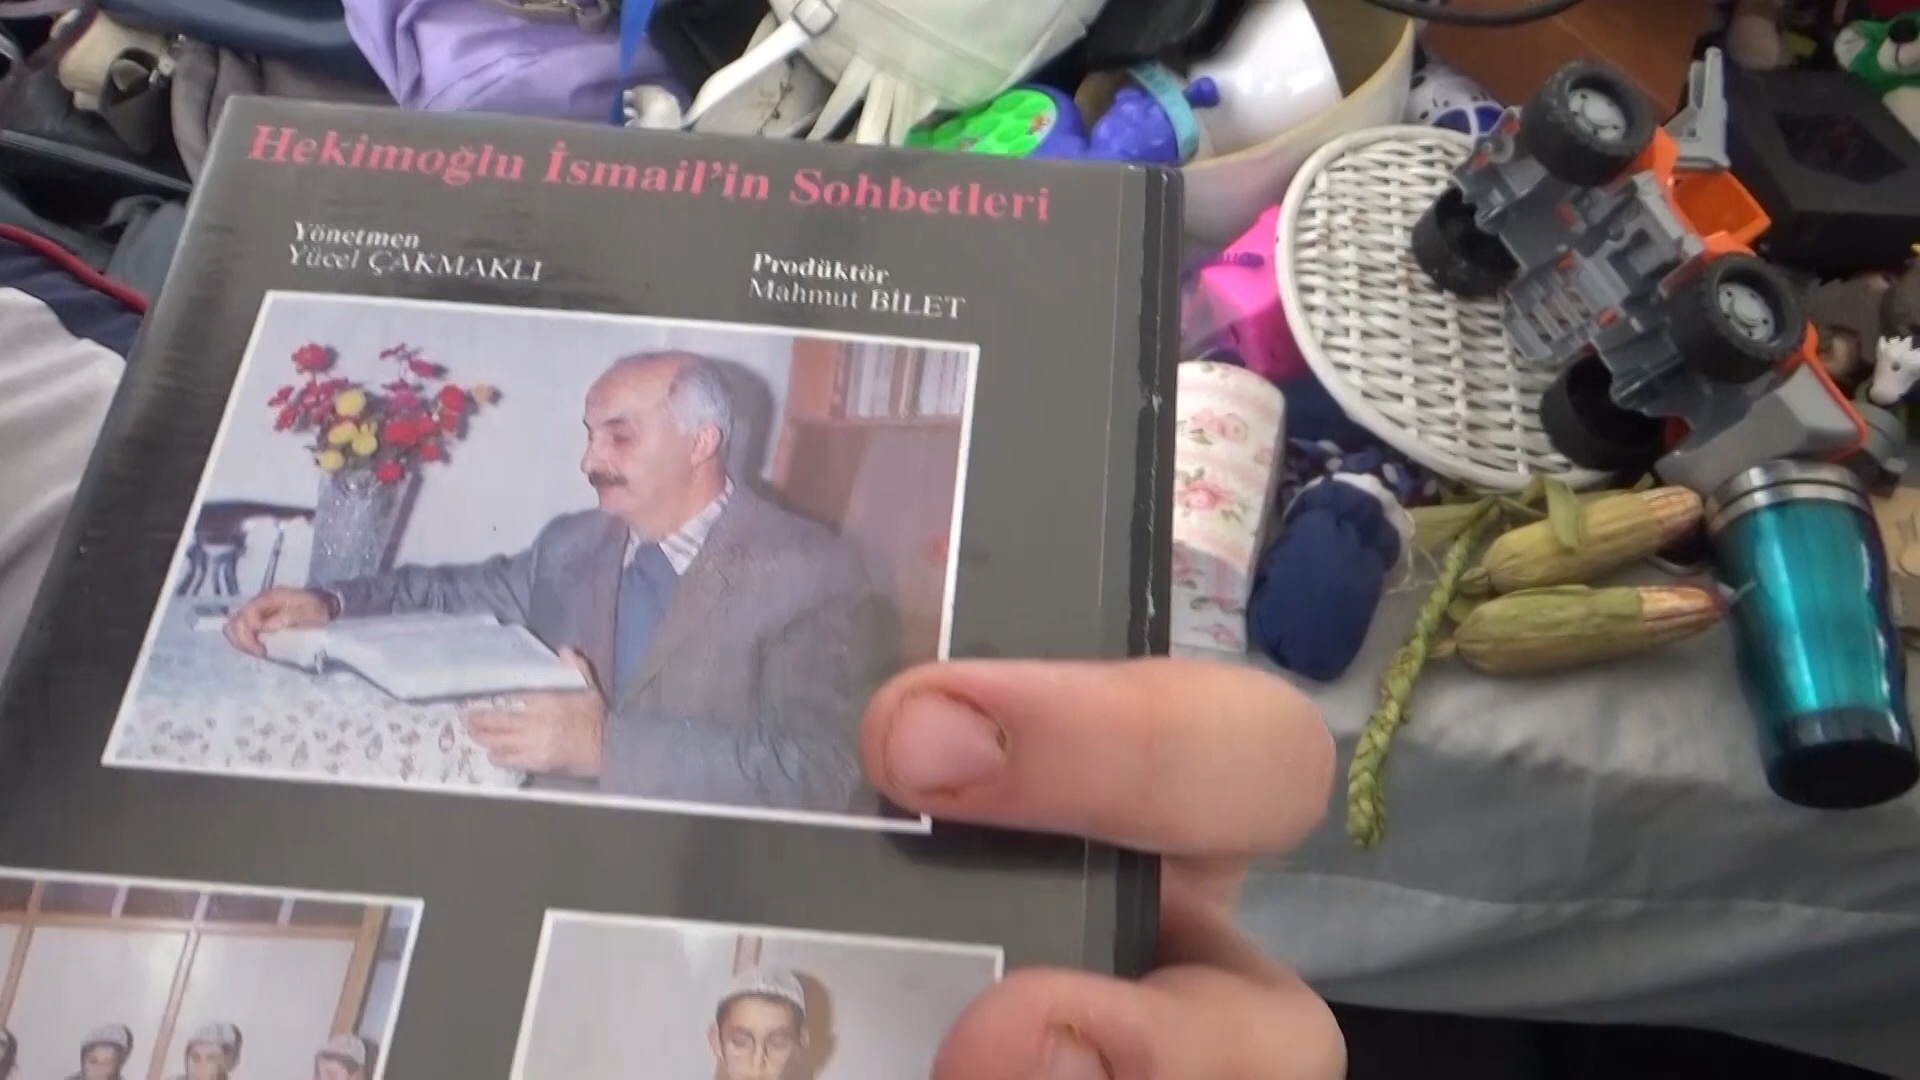 Hekimoğlu İsmail'in Sohbetleri
Yönetmen
Yücel ÇAKMAKLI
Prodüktör
Mahmut BİLET